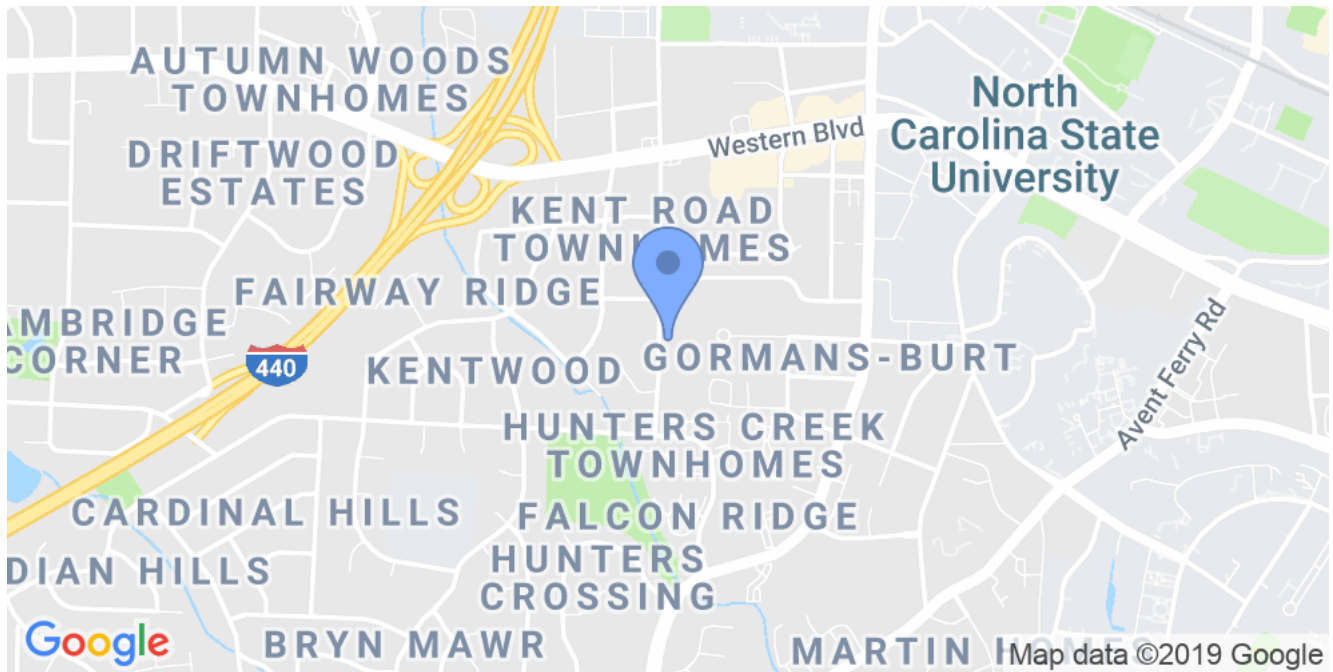 AUTUMN WOODS
TOWNHOMES
DRIFTWOOD
ESTATES
Western Blvd
North
Carolina State
University
KENT ROAD
TOWNHOMES
FAIRWAY RIDGE
AMBRIDGE
CORNER
440
KENTWOOD
GORMANS-BURT
Avent Ferry Rd
HUNTERS CREEK
TOWNHOMES
CARDINAL HILLS
FALCON RIDGE
DIAN HILLS
HUNTERS
CROSSING
Google
BRYN MAWR
MARTIN HOMES
Map data ©2019 Google